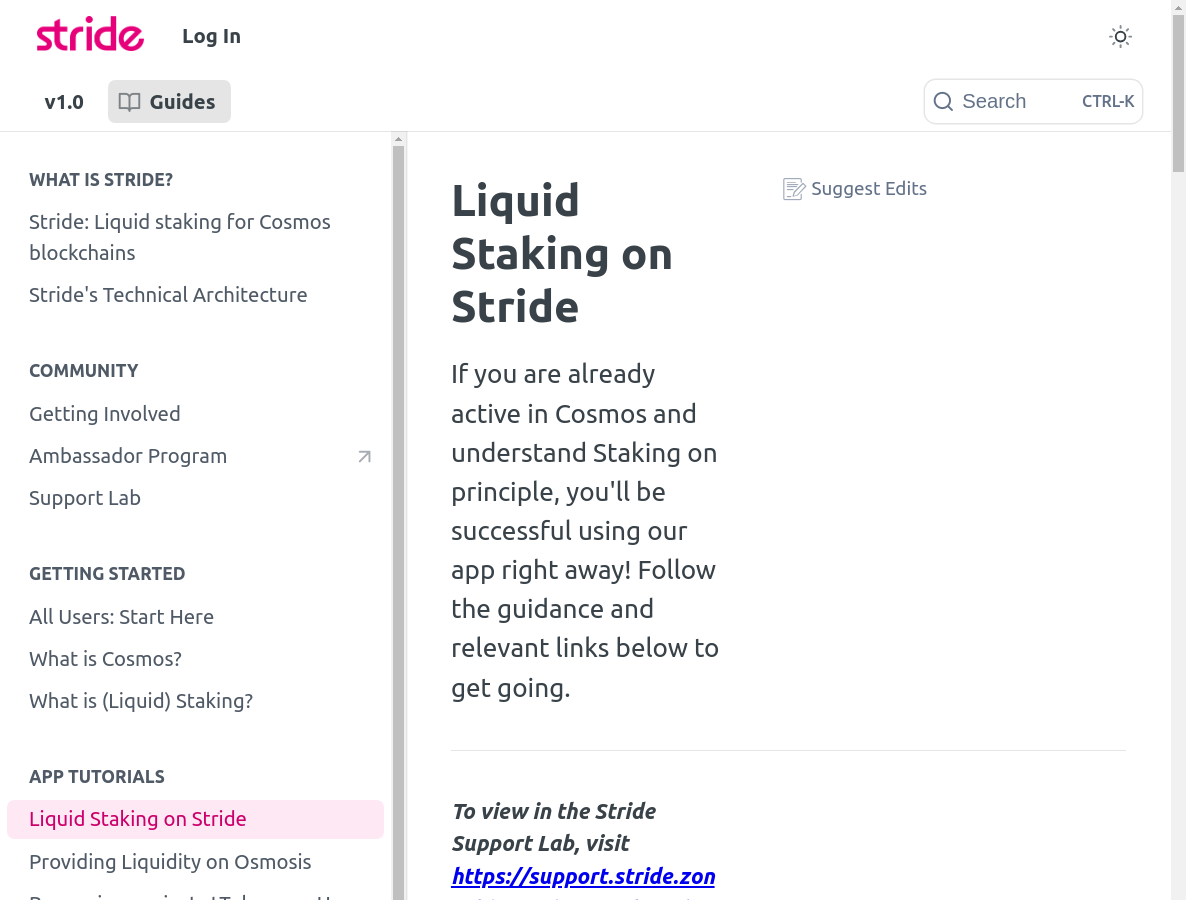 stride
Log In
v1.0
Guides
Search
CTRL-K
WHAT IS STRIDE?
Stride: Liquid staking for Cosmos
blockchains
Stride's Technical Architecture
COMMUNITY
Getting Involved
Ambassador Program
Support Lab
GETTING STARTED
All Users: Start Here
What is Cosmos?
What is (Liquid) Staking?
APP TUTORIALS
Liquid Staking on Stride
Providing Liquidity on Osmosis
Liquid
Staking on
Stride
Suggest Edits
If you are already
active in Cosmos and
understand Staking on
principle, you'll be
successful using our
app right away! Follow
the guidance and
relevant links below to
get going.
To view in the Stride
Support Lab, visit
https://support.stride.zon